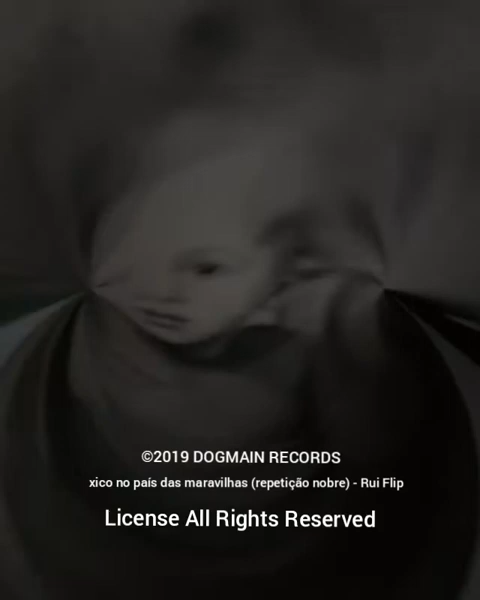 ©2019 DOGMAIN RECORDS
xico no país das maravilhas (repetição nobre) - Rui Flip
License All Rights Reserved